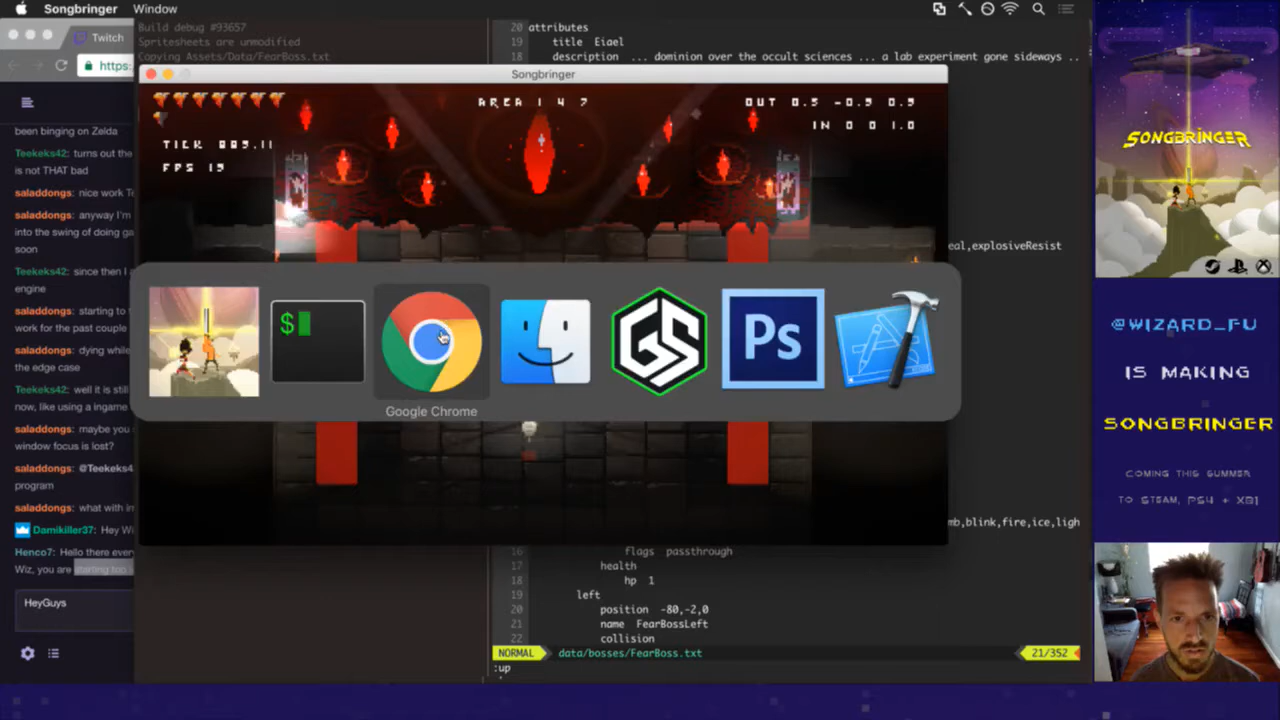 Songbringer Window
Twitch
https:
been binging on Zelda
Teekeks42: turns out the
is not THAT bad
saladdongs: nice work Te
saladdongs: anyway I'm
into the swing of doing ga
soon
Teekeks42: since then I a
engine
saladdongs: starting to
work for the past couple
saladdongs: dying while
the edge case
Teekeks42: well it is still
now, like using a ingame
saladdongs: maybe you
window focus is lost?
saladdongs: @Teekeks4
program
saladdongs: what with in
Damikiller37: Hey Wi
Henco7: Hello there ever
Wiz, you are starting too
HeyGuys
Build debug #93657
Spritesheets are unmodified
Copying Assets/Data/FearBoss.txt
20 attributes
19 title Eiael
18 description ... dominion over the occult sciences ... a lab experiment gone sideways ..
Songbringer
AREA 1 4 7
OUT 0.5 -0.5 0.5
IN 0 0 1.0
TICK 885.11
FPS 15
eal,explosiveResist
$
GS
Ps
Google Chrome
mb,blink,fire,ice,ligh
16 flags passthrough
17 health
18 hp 1
19 left
20 position -80,-2,0
21 name FearBossLeft
22 collision
NORMAL data/bosses/FearBoss.txt 21/352
:up
SONGBRINGER
@WIZARD_FU
IS MAKING
SONGBRINGER
COMING THIS SUMMER
TO STEAM, PS4 + XB1